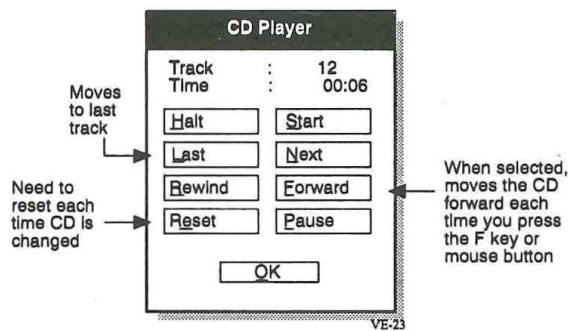 CD Player
Track : 12
Time : 00:06
Halt Start
Last Next
Rewind Forward
Reset Pause
OK
Moves
to last
track
Need to
reset each
time CD is
changed
When selected,
moves the CD
forward each
time you press
the F key or
mouse button
VE-23